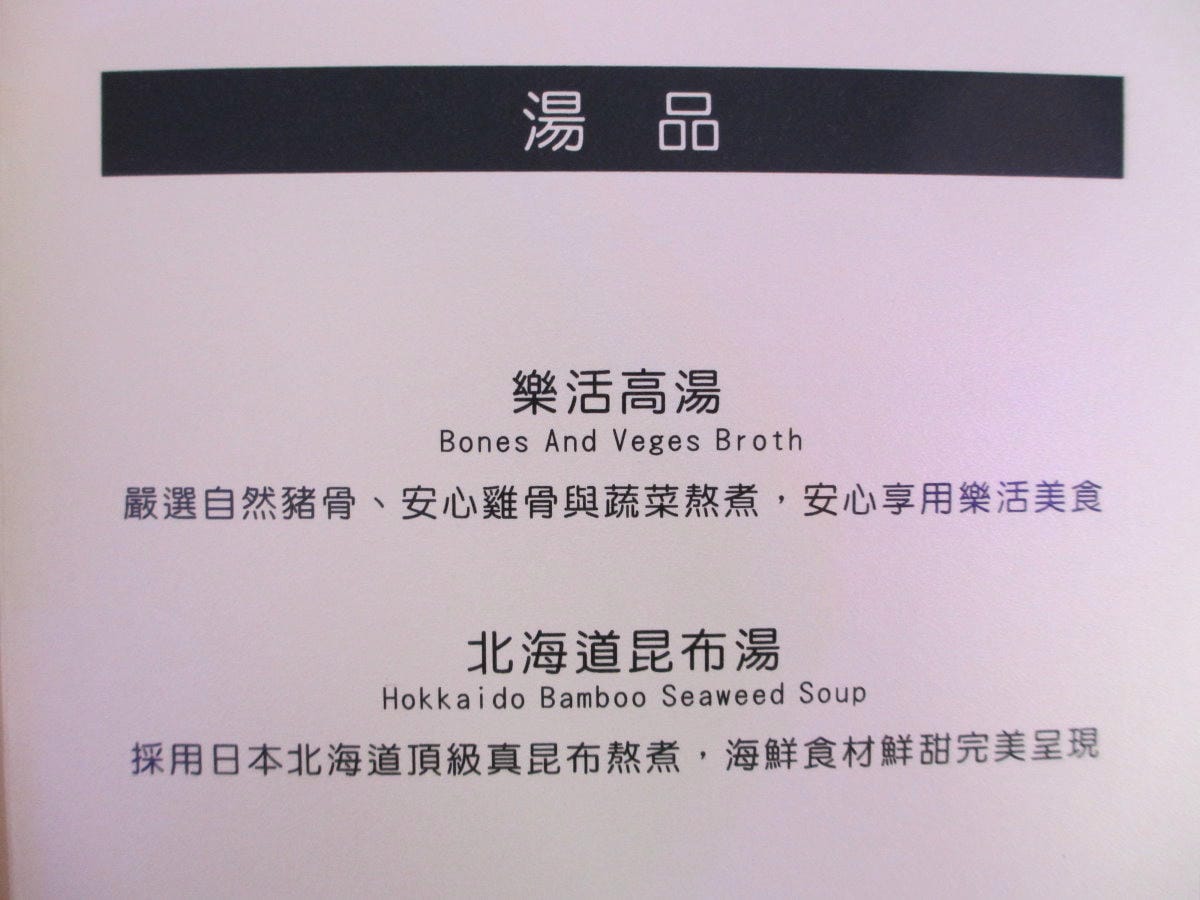 湯 品
樂活高湯
Bones And Veges Broth
嚴選自然豬骨、安心雞骨與蔬菜熬煮，安心享用樂活美食
北海道昆布湯
Hokkaido Bamboo Seaweed Soup
採用日本北海道頂級真昆布熬煮，海鮮食材鮮甜完美呈現